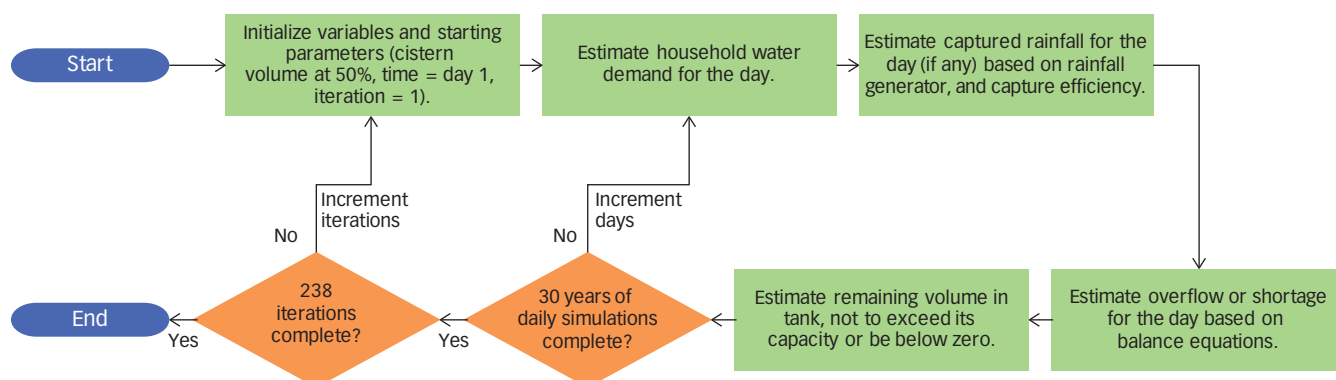 Start
Initialize variables and starting
parameters (cistern
volume at 50%, time = day 1,
iteration = 1).
Estimate household water
demand for the day.
Estimate captured rainfall for the
day (if any) based on rainfall
generator, and capture efficiency.
Increment
iterations
No
Increment
days
No
End
Yes
238
iterations
complete?
Yes
30 years of
daily simulations
complete?
Estimate remaining volume in
tank, not to exceed its
capacity or be below zero.
Estimate overflow or shortage
for the day based on
balance equations.